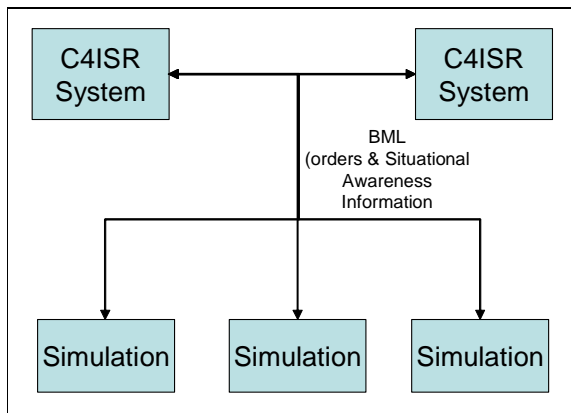 C4ISR
System
C4ISR
System
BML
(orders & Situational
Awareness
Information
Simulation
Simulation
Simulation